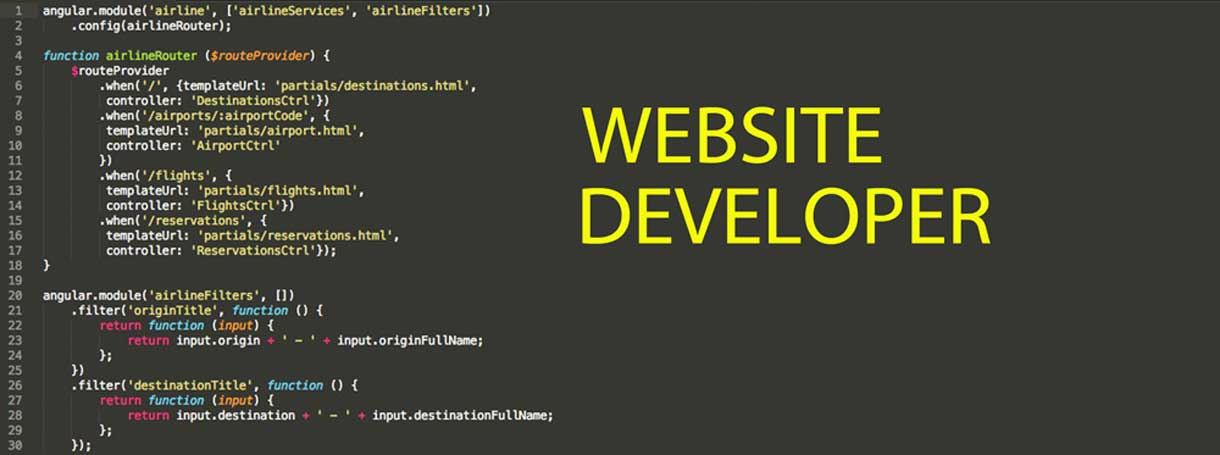 1 angular.module('airline', ['airlineServices', 'airlineFilters'])
2     .config(airlineRouter);
3
4 function airlineRouter ($routeProvider) {
5     $routeProvider
6         .when('/', {templateUrl: 'partials/destinations.html',
7          controller: 'DestinationsCtrl'})
8         .when('/airports/:airportCode', {
9          templateUrl: 'partials/airport.html',
10          controller: 'AirportCtrl'
11         })
12         .when('/flights', {
13          templateUrl: 'partials/flights.html',
14          controller: 'FlightsCtrl'})
15         .when('/reservations', {
16          templateUrl: 'partials/reservations.html',
17          controller: 'ReservationsCtrl'});
18 }
19
20 angular.module('airlineFilters', [])
21     .filter('originTitle', function () {
22         return function (input) {
23             return input.origin + ' - ' + input.originFullName;
24         };
25     })
26     .filter('destinationTitle', function () {
27         return function (input) {
28             return input.destination + ' - ' + input.destinationFullName;
29         };
30     });
WEBSITE
DEVELOPER